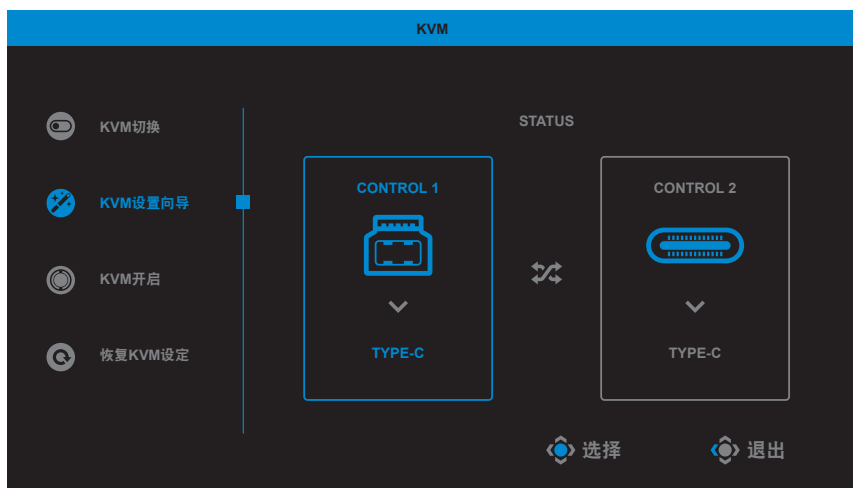 KVM
KVM切换
KVM设置向导
KVM开启
恢复KVM设定
STATUS
CONTROL 1
TYPE-C
CONTROL 2
TYPE-C
选择
退出